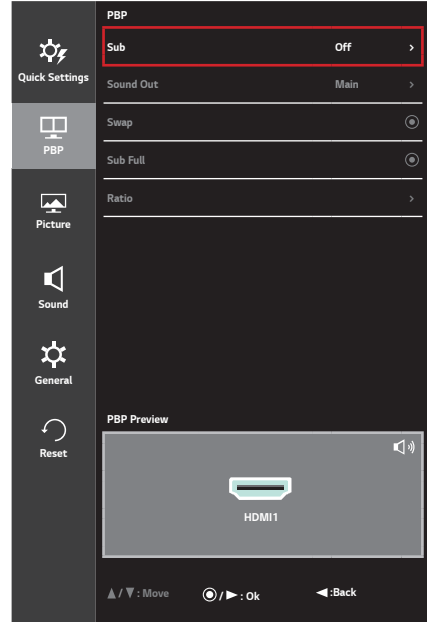 Quick Settings
PBP
Picture
Sound
General
Reset
PBP
Sub Off >
Sound Out Main >
Swap
Sub Full
Ratio >
PBP Preview
HDMI1
▲/▼: Move ◉/►: Ok ◄:Back